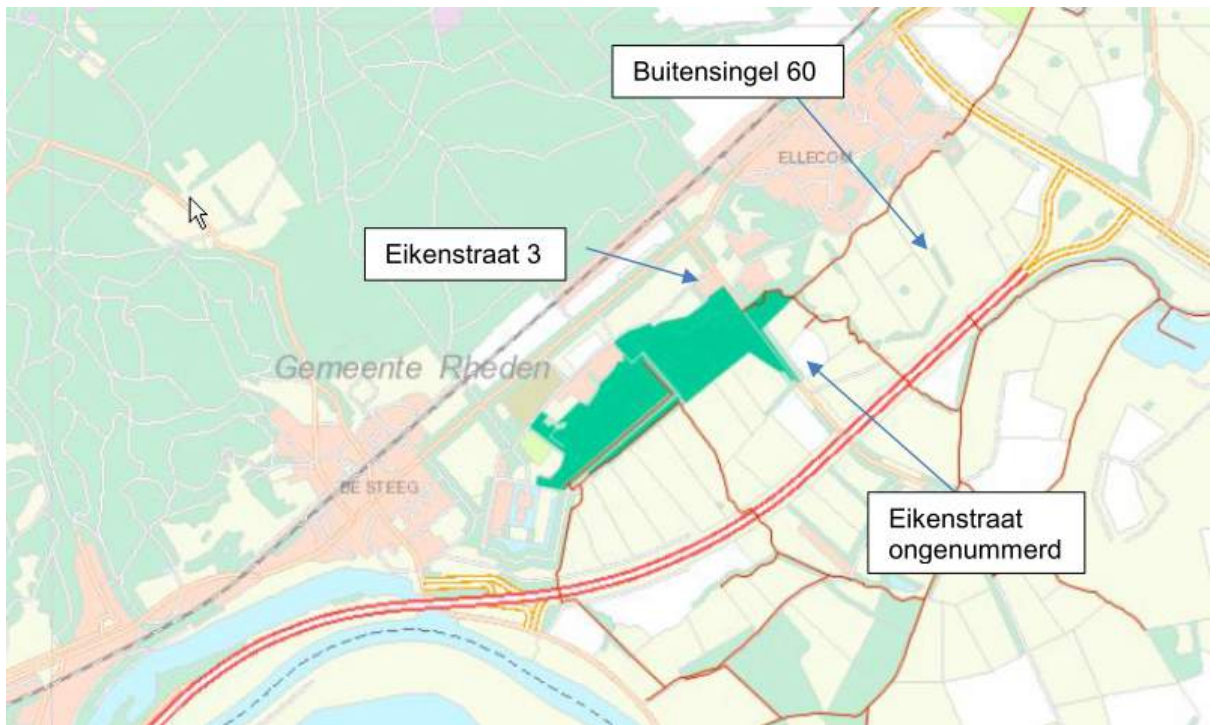 Buitensingel 60
ELLECOM
Eikenstraat 3
Gemeente Rheden
DE STEEG
Eikenstraat
ongenummerd